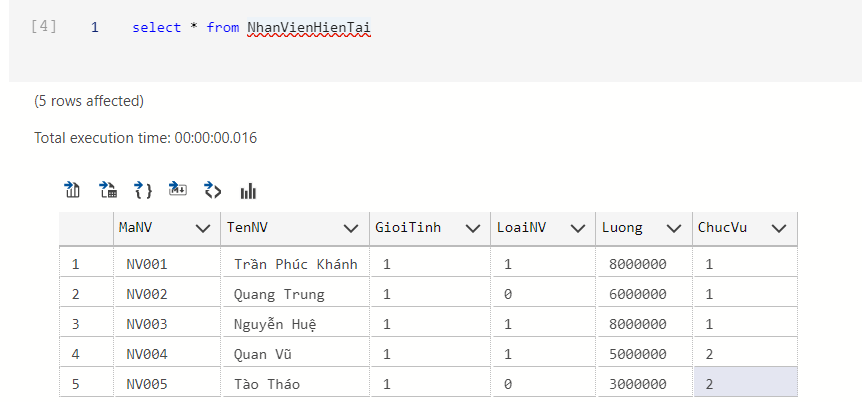 [4] 1 select * from NhanVienHienTai
(5 rows affected)
Total execution time: 00:00:00.016
MaNV TenNV GioiTinh LoaiNV Luong ChucVu
1 NV001 Trần Phúc Khánh 1 1 8000000 1
2 NV002 Quang Trung 1 0 6000000 1
3 NV003 Nguyễn Huệ 1 1 8000000 1
4 NV004 Quan Vũ 1 1 5000000 2
5 NV005 Tào Tháo 1 0 3000000 2